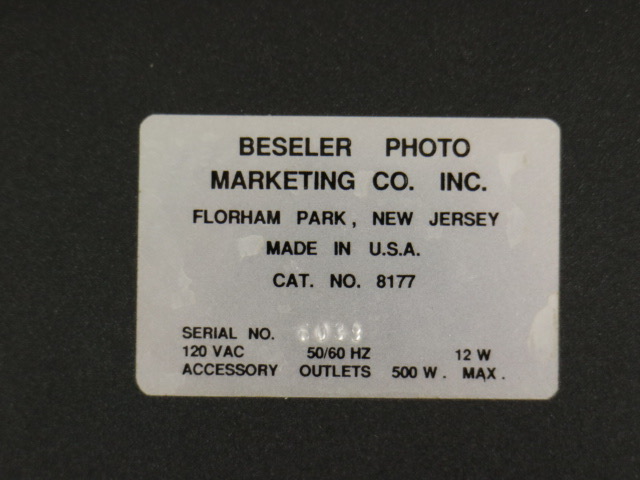 BESELER PHOTO
MARKETING CO. INC.
FLORHAM PARK, NEW JERSEY
MADE IN U.S.A.
CAT. NO. 8177
SERIAL NO.
120 VAC 50/60 HZ 12 W
ACCESSORY OUTLETS 500 W. MAX.